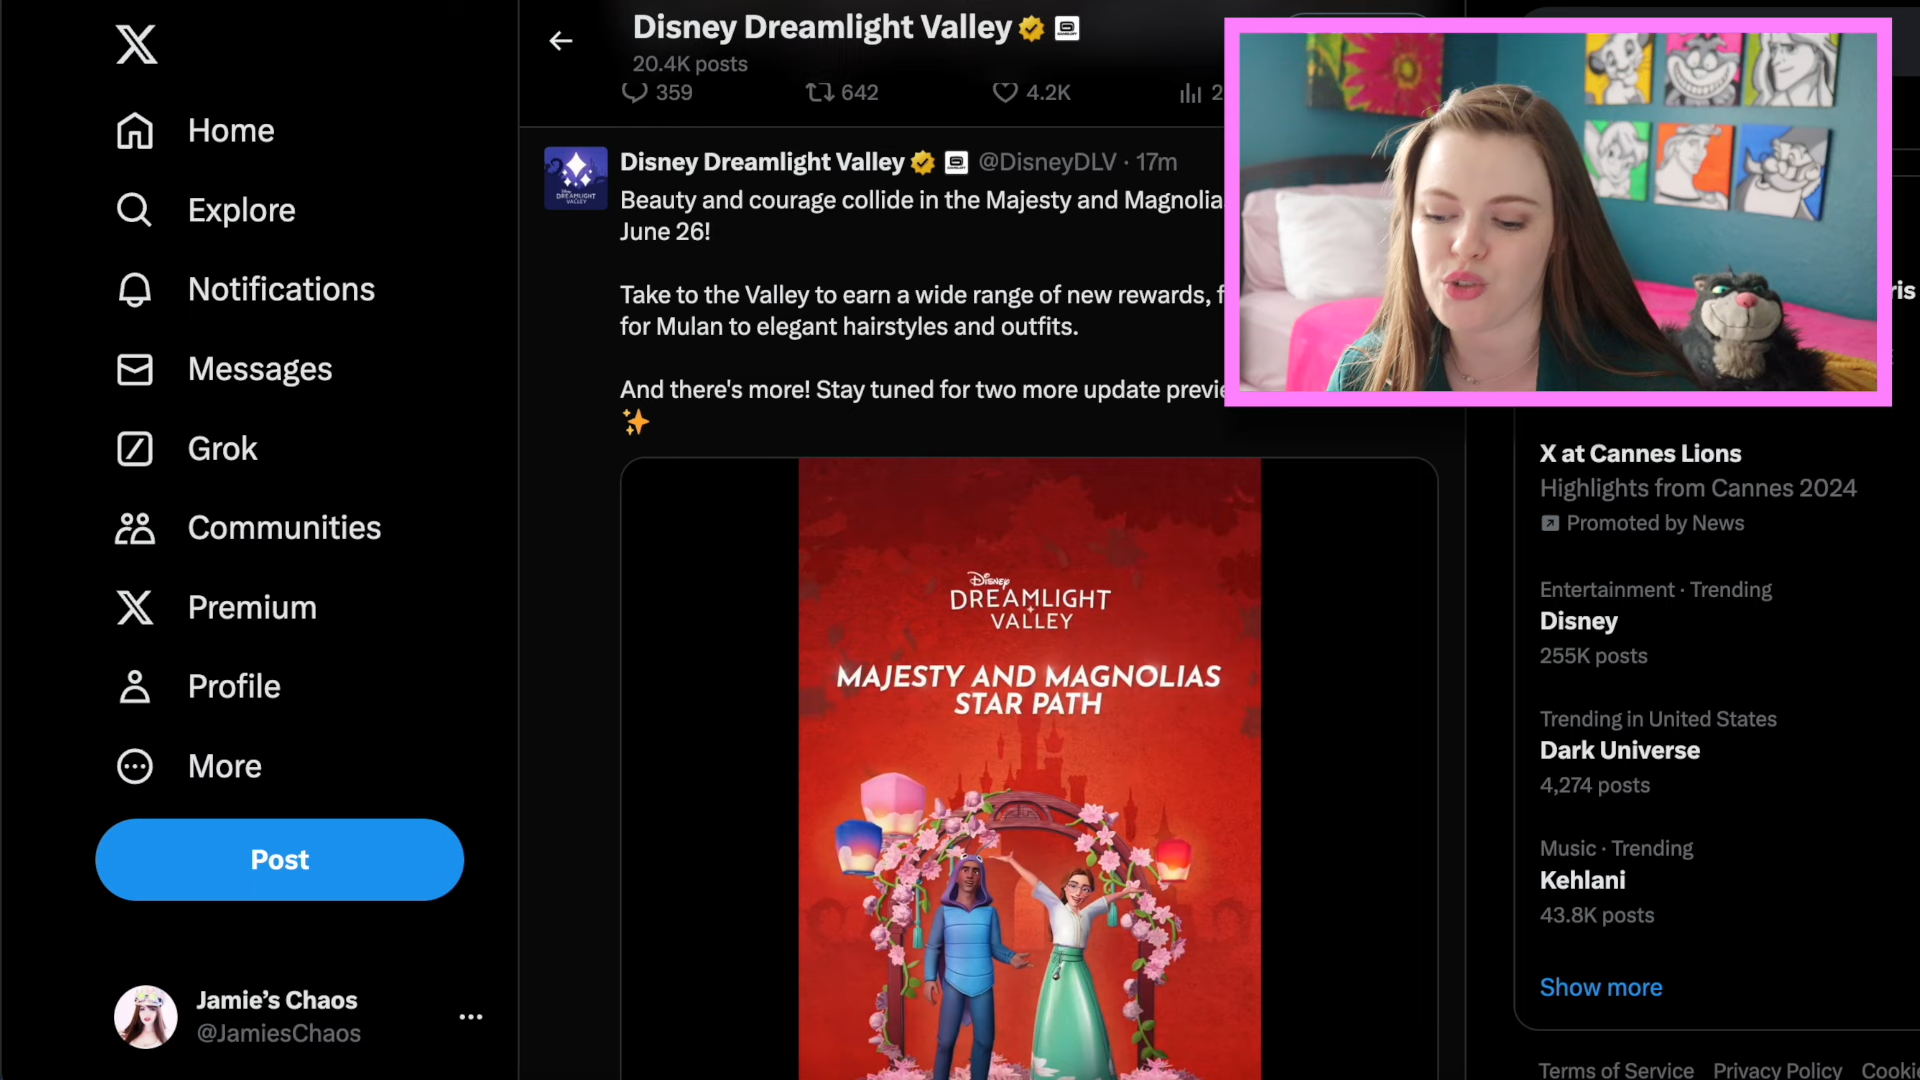 Home
Explore
Notifications
Messages
Grok
Communities
Premium
Profile
More
Post
Jamie’s Chaos
@JamiesChaos
Disney Dreamlight Valley
20.4K posts
359 642 4.2K 2
Disney Dreamlight Valley @DisneyDLV · 17m
Beauty and courage collide in the Majesty and Magnolia
June 26!
Take to the Valley to earn a wide range of new rewards, f
for Mulan to elegant hairstyles and outfits.
And there's more! Stay tuned for two more update previe
Disney
DREAMLIGHT
VALLEY
MAJESTY AND MAGNOLIAS
STAR PATH
ris
X at Cannes Lions
Highlights from Cannes 2024
Promoted by News
Entertainment · Trending
Disney
255K posts
Trending in United States
Dark Universe
4,274 posts
Music · Trending
Kehlani
43.8K posts
Show more
Terms of Service Privacy Policy Cookie